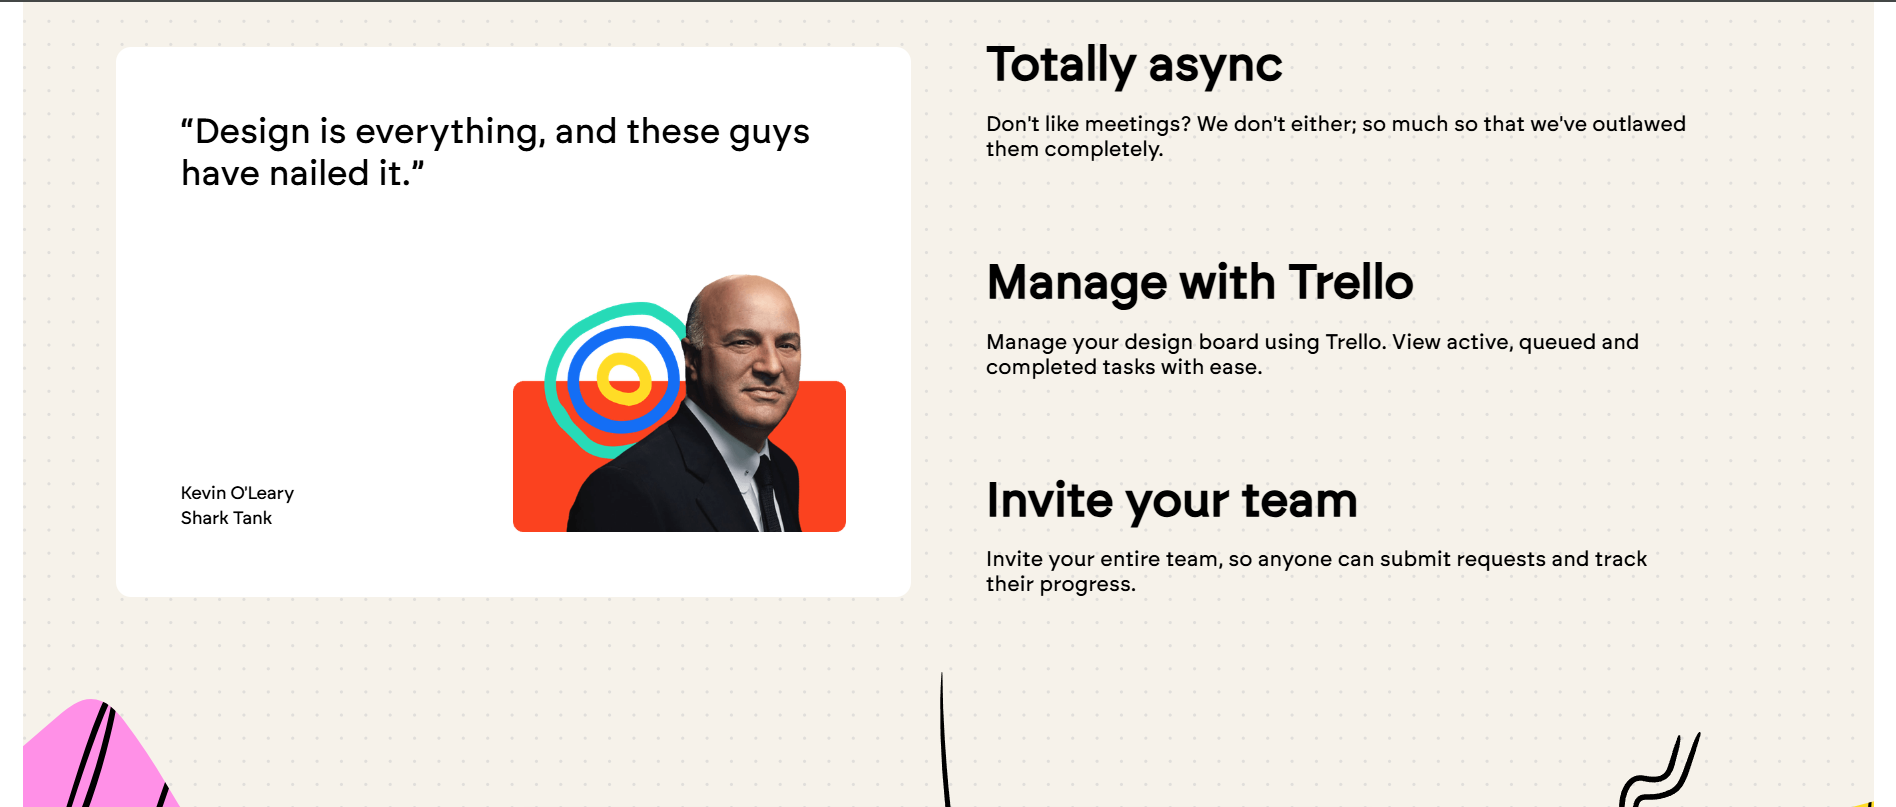 “Design is everything, and these guys
have nailed it.”
Kevin O'Leary
Shark Tank
Totally async
Don't like meetings? We don't either; so much so that we've outlawed
them completely.
Manage with Trello
Manage your design board using Trello. View active, queued and
completed tasks with ease.
Invite your team
Invite your entire team, so anyone can submit requests and track
their progress.